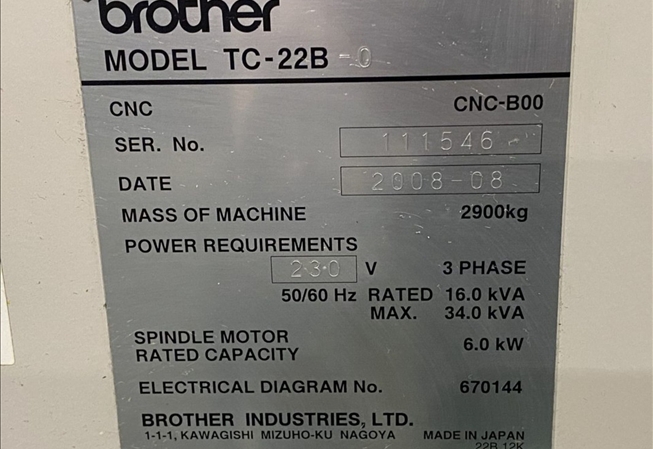 brother
MODEL TC-22B -0
CNC CNC-B00
SER. No. 111546
DATE 2008-08
MASS OF MACHINE 2900kg
POWER REQUIREMENTS
230 V 3 PHASE
50/60 Hz RATED 16.0 kVA
MAX. 34.0 kVA
SPINDLE MOTOR
RATED CAPACITY 6.0 kW
ELECTRICAL DIAGRAM No. 670144
BROTHER INDUSTRIES, LTD.
1-1-1, KAWAGISHI MIZUHO-KU NAGOYA MADE IN JAPAN
22B 12K